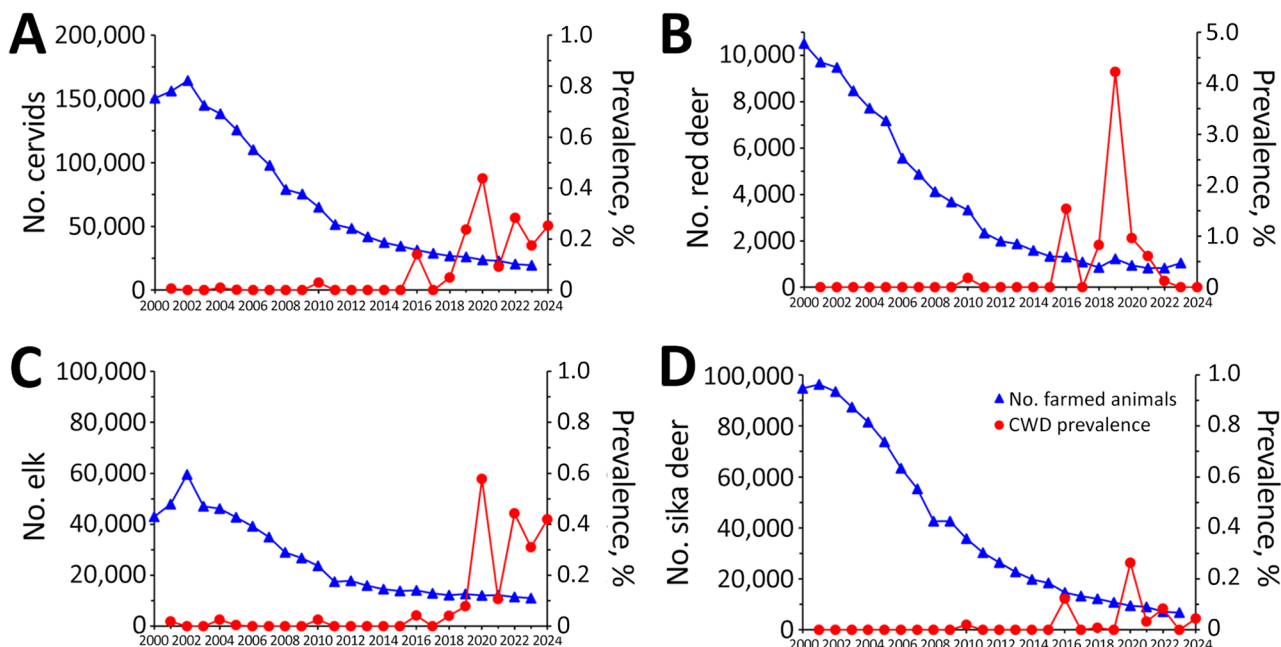 A
No. cervids
200,000
150,000
100,000
50,000
0
1.0
0.8
0.6
0.4
0.2
0
Prevalence, %
2000 2002 2004 2006 2008 2010 2012 2014 2016 2018 2020 2022 2024
B
No. red deer
10,000
8,000
6,000
4,000
2,000
0
5.0
4.0
3.0
2.0
1.0
0
Prevalence, %
2000 2002 2004 2006 2008 2010 2012 2014 2016 2018 2020 2022 2024
C
No. elk
100,000
80,000
60,000
40,000
20,000
0
1.0
0.8
0.6
0.4
0.2
0
Prevalence, %
2000 2002 2004 2006 2008 2010 2012 2014 2016 2018 2020 2022 2024
D
No. sika deer
100,000
80,000
60,000
40,000
20,000
0
No. farmed animals
CWD prevalence
1.0
0.8
0.6
0.4
0.2
0
Prevalence, %
2000 2002 2004 2006 2008 2010 2012 2014 2016 2018 2020 2022 2024